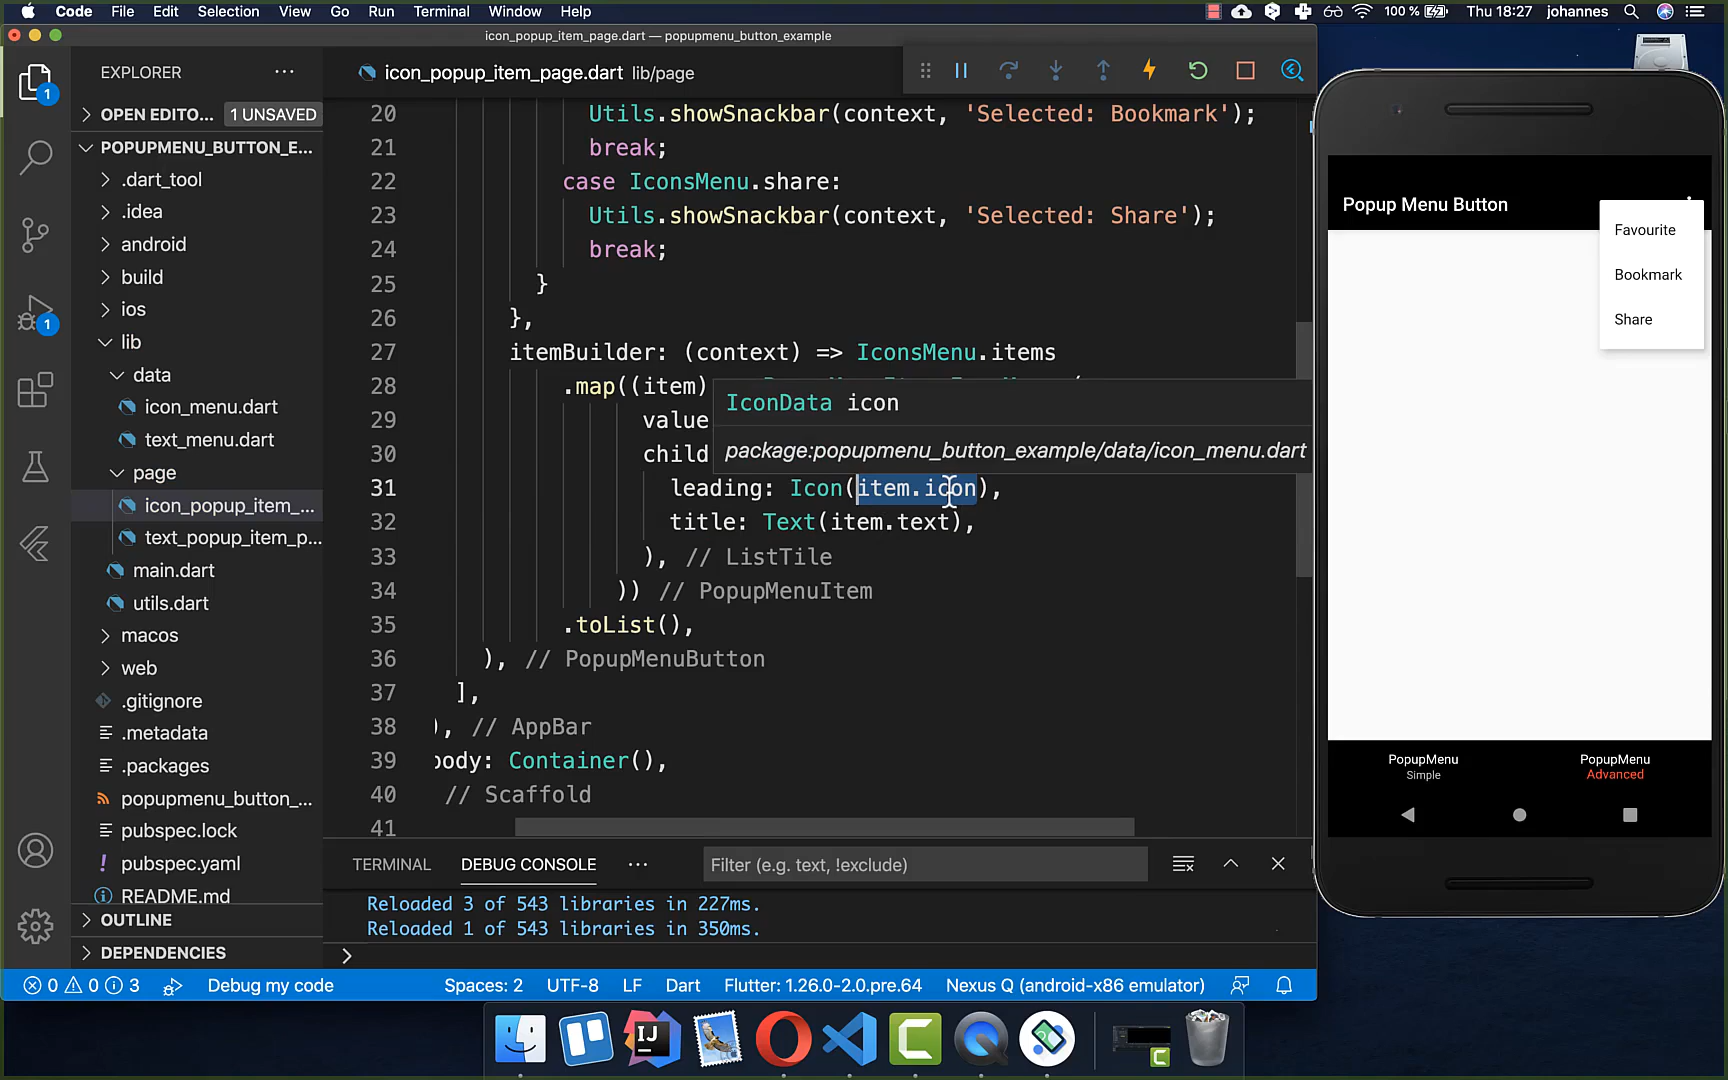 Code File Edit Selection View Go Run Terminal Window Help 100 % Thu 18:27 johannes
icon_popup_item_page.dart — popupmenu_button_example
EXPLORER
OPEN EDITO... 1 UNSAVED
POPUPMENU_BUTTON_E...
.dart_tool
.idea
android
build
ios
lib
data
icon_menu.dart
text_menu.dart
page
icon_popup_item_...
text_popup_item_p...
main.dart
utils.dart
macos
web
.gitignore
.metadata
.packages
popupmenu_button_...
pubspec.lock
pubspec.yaml
README.md
OUTLINE
DEPENDENCIES
1
1
icon_popup_item_page.dart lib/page
20 Utils.showSnackbar(context, 'Selected: Bookmark');
21 break;
22 case IconsMenu.share:
23 Utils.showSnackbar(context, 'Selected: Share');
24 break;
25 }
26 },
27 itemBuilder: (context) => IconsMenu.items
28 .map((item)
29 value
30 child
31 leading: Icon(item.icon),
32 title: Text(item.text),
33 ), // ListTile
34 )) // PopupMenuItem
35 .toList(),
36 ), // PopupMenuButton
37 ],
38 ), // AppBar
39 body: Container(),
40 // Scaffold
41
IconData icon
package:popupmenu_button_example/data/icon_menu.dart
TERMINAL DEBUG CONSOLE ... Filter (e.g. text, !exclude)
Reloaded 3 of 543 libraries in 227ms.
Reloaded 1 of 543 libraries in 350ms.
0 0 3 Debug my code Spaces: 2 UTF-8 LF Dart Flutter: 1.26.0-2.0.pre.64 Nexus Q (android-x86 emulator)
Popup Menu Button
Favourite
Bookmark
Share
PopupMenu
Simple
PopupMenu
Advanced
IJ
C
C